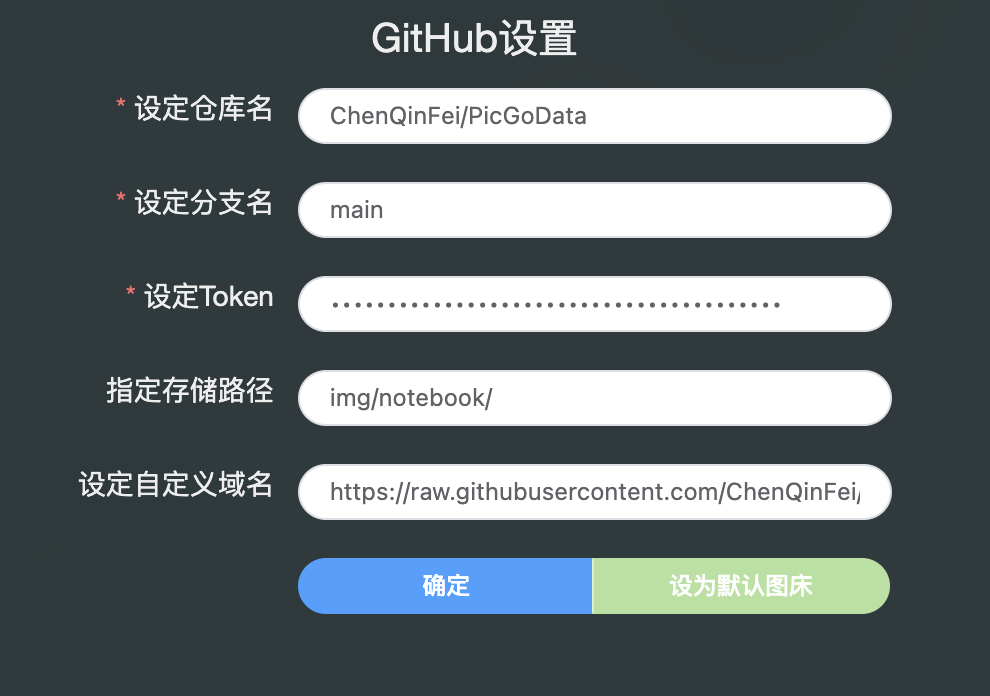 GitHub设置
* 设定仓库名 ChenQinFei/PicGoData
* 设定分支名 main
* 设定Token ••••••••••••••••••••••••••••••••••••••••
指定存储路径 img/notebook/
设定自定义域名 https://raw.githubusercontent.com/ChenQinFei/
确定 设为默认图床